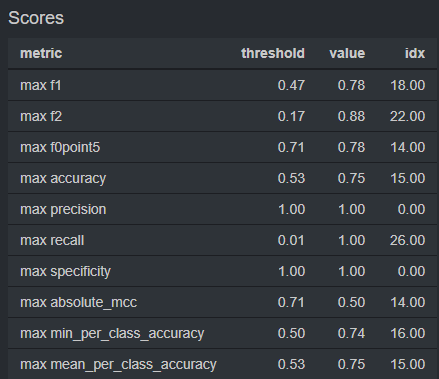 Scores
metric threshold value idx
max f1 0.47 0.78 18.00
max f2 0.17 0.88 22.00
max f0point5 0.71 0.78 14.00
max accuracy 0.53 0.75 15.00
max precision 1.00 1.00 0.00
max recall 0.01 1.00 26.00
max specificity 1.00 1.00 0.00
max absolute_mcc 0.71 0.50 14.00
max min_per_class_accuracy 0.50 0.74 16.00
max mean_per_class_accuracy 0.53 0.75 15.00